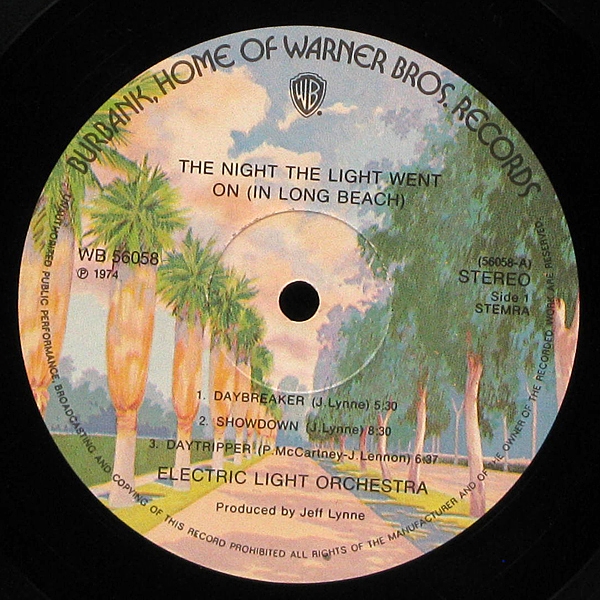 BURBANK, HOME OF WARNER BROS. RECORDS
WB
THE NIGHT THE LIGHT WENT
ON (IN LONG BEACH)
WB 56058
℗ 1974
(56058-A)
STEREO
Side 1
STEMRA
1. DAYBREAKER (J.Lynne) 5:30
2. SHOWDOWN (J.Lynne) 8:30
3. DAYTRIPPER (P.McCartney-J.Lennon) 6:37
ELECTRIC LIGHT ORCHESTRA
Produced by Jeff Lynne
UNAUTHORIZED PUBLIC PERFORMANCE, BROADCASTING AND COPYING OF THIS RECORD PROHIBITED ALL RIGHTS OF THE MANUFACTURER AND OF THE OWNER OF THE RECORDED WORK ARE RESERVED.